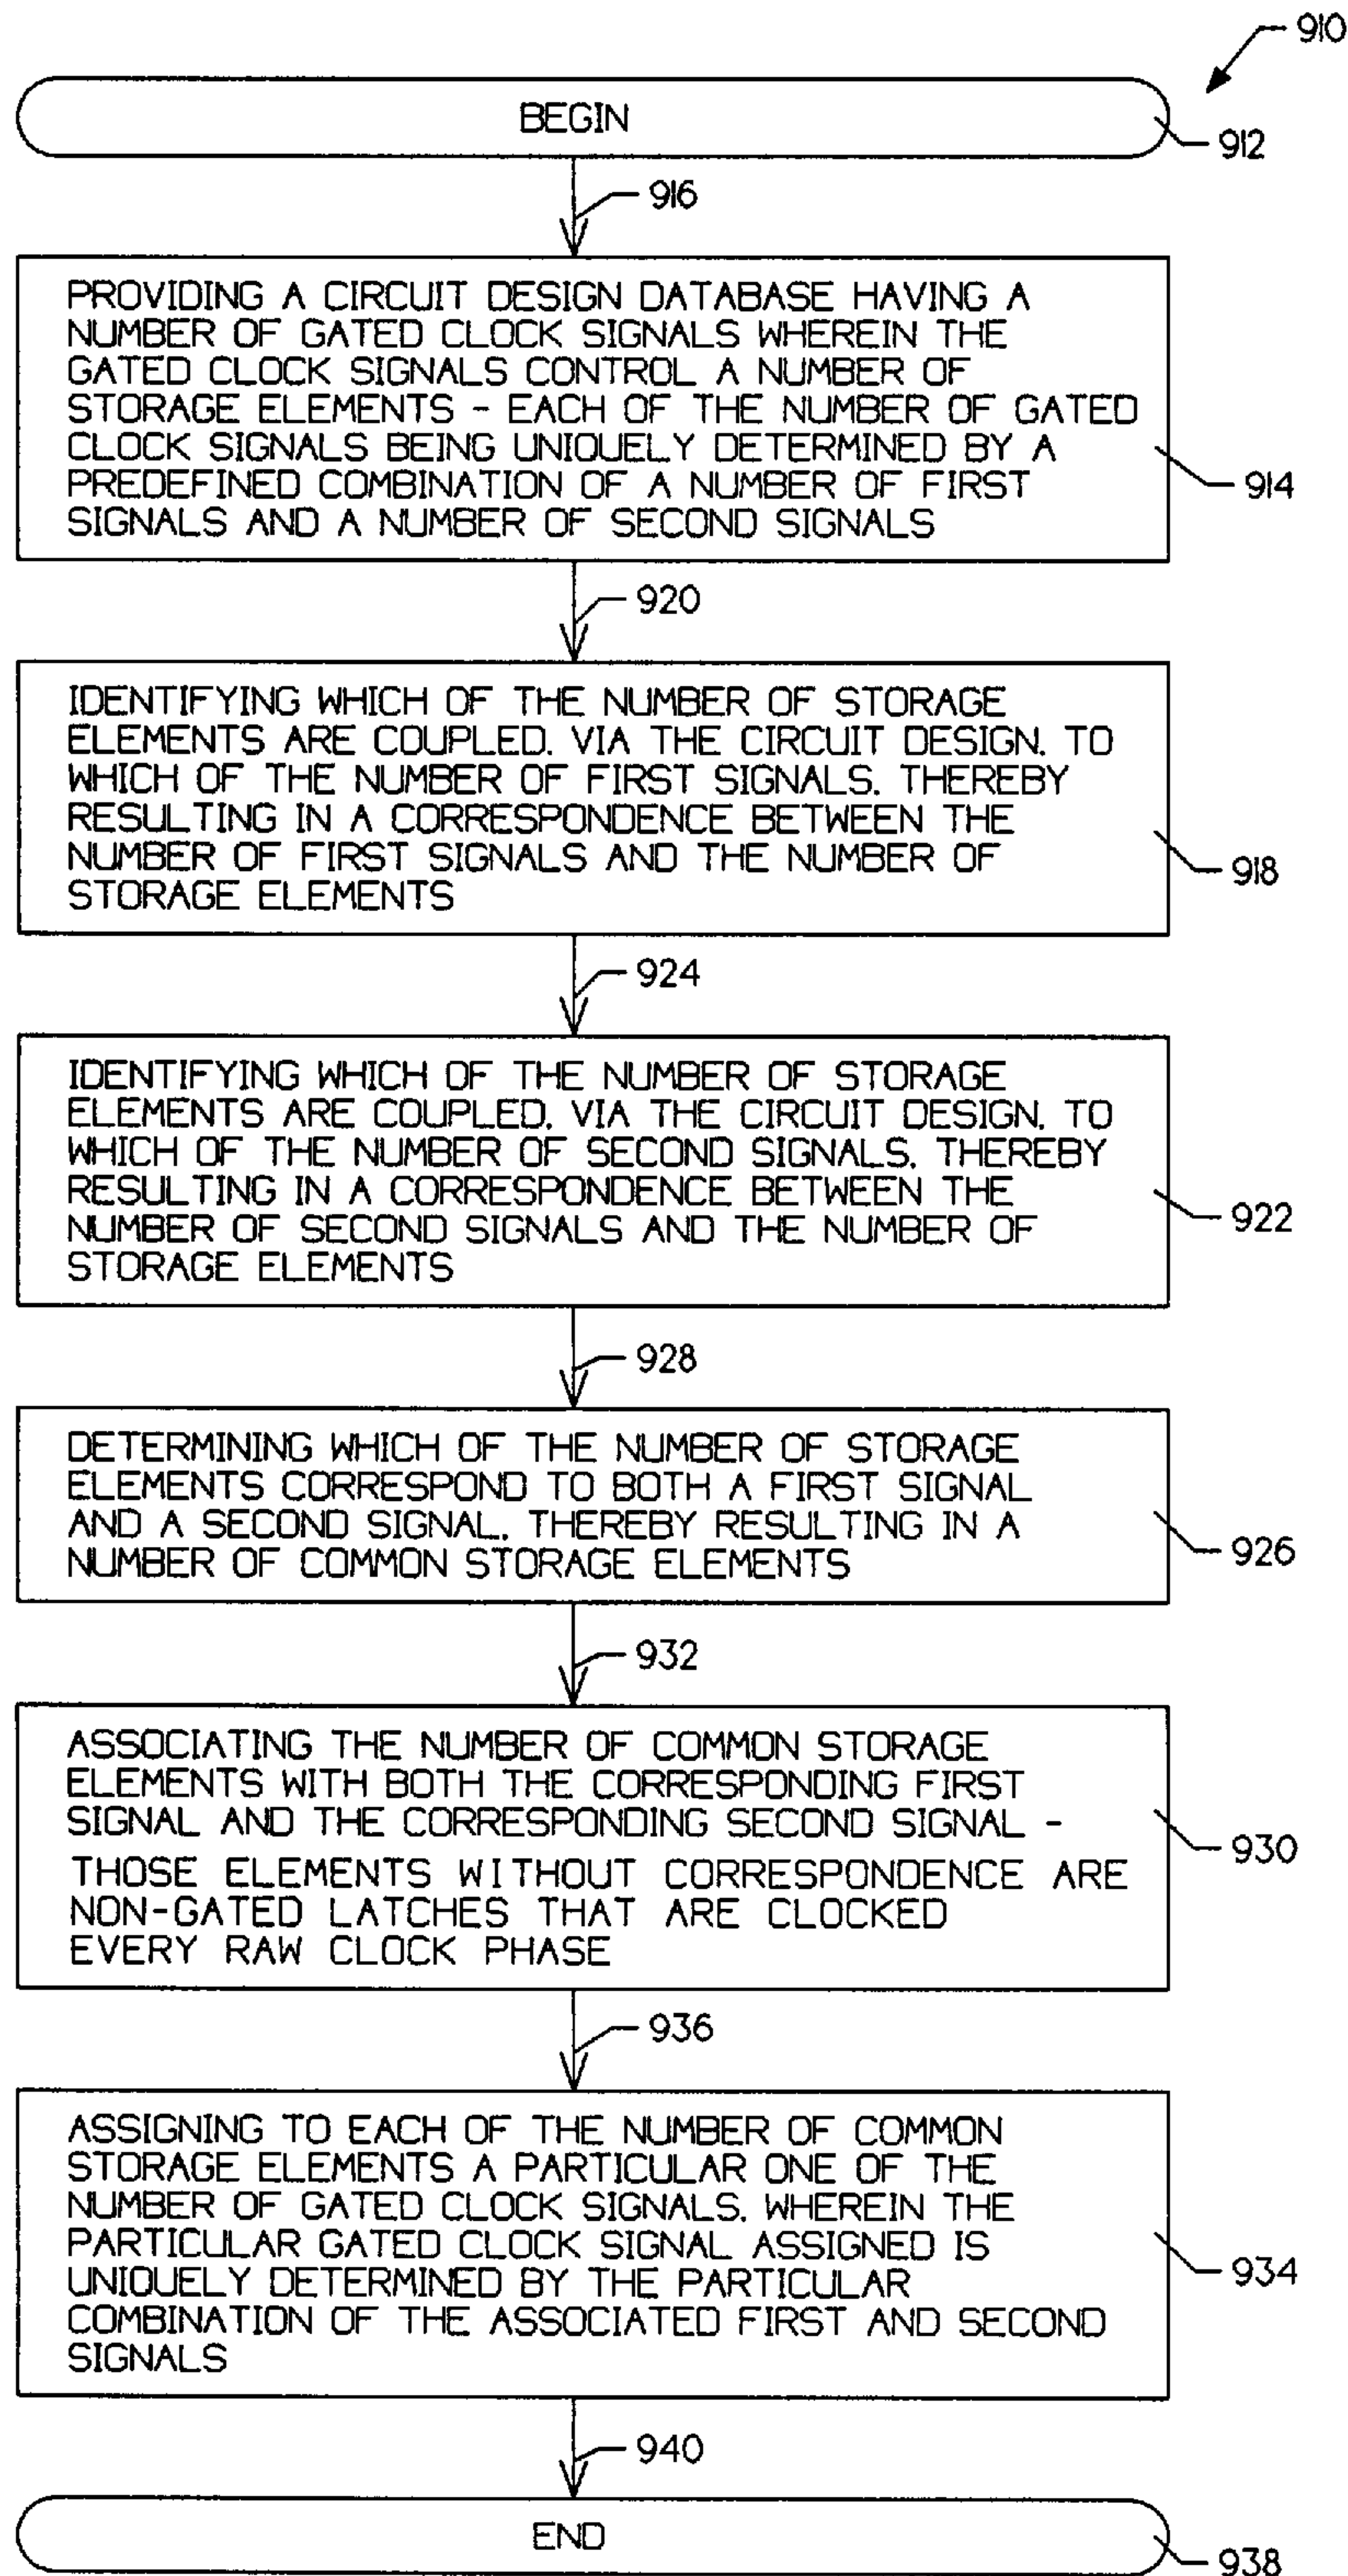 910
BEGIN
912
916
PROVIDING A CIRCUIT DESIGN DATABASE HAVING A
NUMBER OF GATED CLOCK SIGNALS WHEREIN THE
GATED CLOCK SIGNALS CONTROL A NUMBER OF
STORAGE ELEMENTS - EACH OF THE NUMBER OF GATED
CLOCK SIGNALS BEING UNIQUELY DETERMINED BY A
PREDEFINED COMBINATION OF A NUMBER OF FIRST
SIGNALS AND A NUMBER OF SECOND SIGNALS
914
920
IDENTIFYING WHICH OF THE NUMBER OF STORAGE
ELEMENTS ARE COUPLED, VIA THE CIRCUIT DESIGN, TO
WHICH OF THE NUMBER OF FIRST SIGNALS, THEREBY
RESULTING IN A CORRESPONDENCE BETWEEN THE
NUMBER OF FIRST SIGNALS AND THE NUMBER OF
STORAGE ELEMENTS
918
924
IDENTIFYING WHICH OF THE NUMBER OF STORAGE
ELEMENTS ARE COUPLED, VIA THE CIRCUIT DESIGN, TO
WHICH OF THE NUMBER OF SECOND SIGNALS, THEREBY
RESULTING IN A CORRESPONDENCE BETWEEN THE
NUMBER OF SECOND SIGNALS AND THE NUMBER OF
STORAGE ELEMENTS
922
928
DETERMINING WHICH OF THE NUMBER OF STORAGE
ELEMENTS CORRESPOND TO BOTH A FIRST SIGNAL
AND A SECOND SIGNAL, THEREBY RESULTING IN A
NUMBER OF COMMON STORAGE ELEMENTS
926
932
ASSOCIATING THE NUMBER OF COMMON STORAGE
ELEMENTS WITH BOTH THE CORRESPONDING FIRST
SIGNAL AND THE CORRESPONDING SECOND SIGNAL -
THOSE ELEMENTS WITHOUT CORRESPONDENCE ARE
NON-GATED LATCHES THAT ARE CLOCKED
EVERY RAW CLOCK PHASE
930
936
ASSIGNING TO EACH OF THE NUMBER OF COMMON
STORAGE ELEMENTS A PARTICULAR ONE OF THE
NUMBER OF GATED CLOCK SIGNALS, WHEREIN THE
PARTICULAR GATED CLOCK SIGNAL ASSIGNED IS
UNIQUELY DETERMINED BY THE PARTICULAR
COMBINATION OF THE ASSOCIATED FIRST AND SECOND
SIGNALS
934
940
END
938